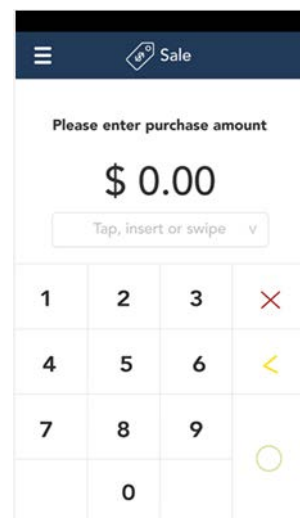 Sale
Please enter purchase amount
$ 0.00
Tap, insert or swipe v
1 2 3
4 5 6
7 8 9
0